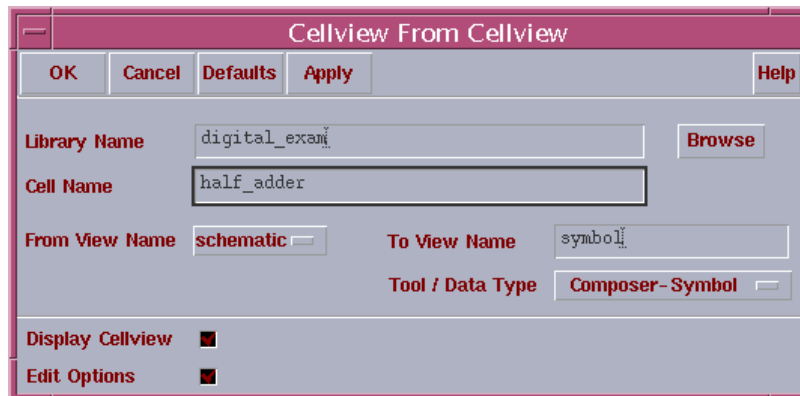 Cellview From Cellview
OK Cancel Defaults Apply Help
Library Name digital_exam Browse
Cell Name half_adder
From View Name schematic To View Name symbol
Tool / Data Type Composer-Symbol
Display Cellview
Edit Options